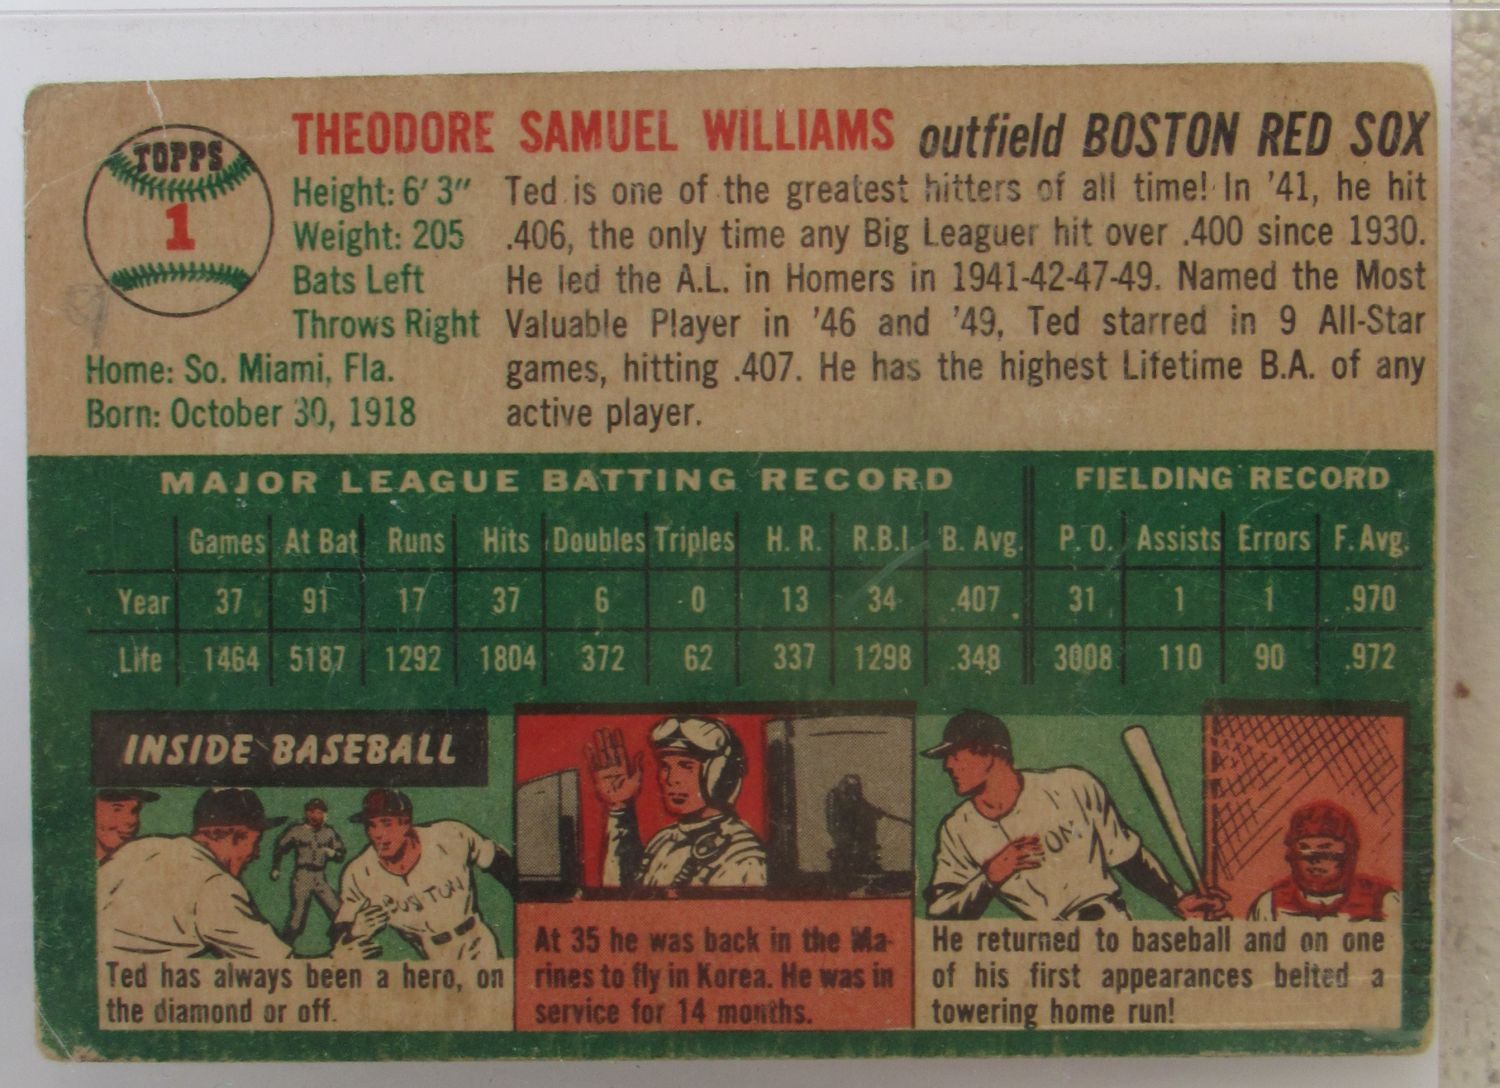 THEODORE SAMUEL WILLIAMS outfield BOSTON RED SOX
TOPPS
1
Height: 6' 3"
Weight: 205
Bats Left
Throws Right
Home: So. Miami, Fla.
Born: October 30, 1918
Ted is one of the greatest hitters of all time! In '41, he hit
.406, the only time any Big Leaguer hit over .400 since 1930.
He led the A.L. in Homers in 1941-42-47-49. Named the Most
Valuable Player in '46 and '49, Ted starred in 9 All-Star
games, hitting .407. He has the highest Lifetime B.A. of any
active player.
MAJOR LEAGUE BATTING RECORD FIELDING RECORD
Games At Bat Runs Hits Doubles Triples H. R. R.B.I. B. Avg. P. O. Assists Errors F. Avg.
Year 37 91 17 37 6 0 13 34 .407 31 1 1 .970
Life 1464 5187 1292 1804 372 62 337 1298 .348 3008 110 90 .972
INSIDE BASEBALL
BOSTON
Ted has always been a hero, on
the diamond or off.
At 35 he was back in the Ma-
rines to fly in Korea. He was in
service for 14 months.
ON
He returned to baseball and on one
of his first appearances belted a
towering home run!